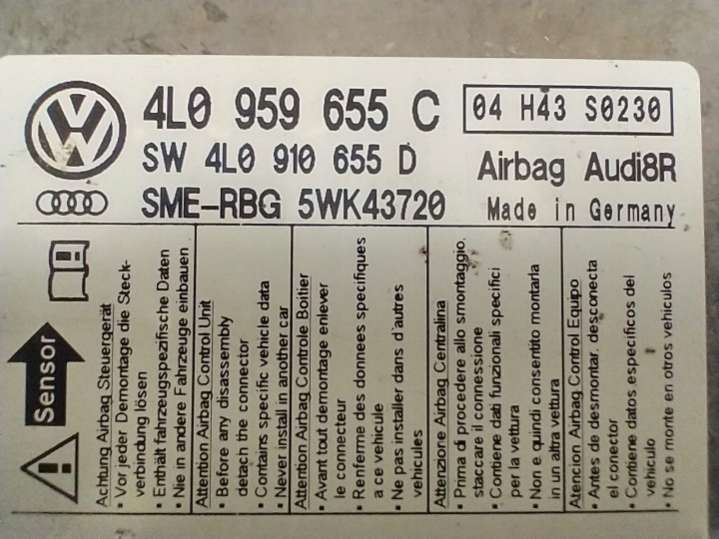 4L0 959 655 C
04 H43 S0230
SW 4L0 910 655 D
Airbag Audi8R
SME-RBG 5WK43720
Made in Germany
Sensor
Achtung Airbag Steuergerät
• Vor jeder Demontage die Steck-
verbindung lösen
• Enthält fahrzeugspezifische Daten
• Nie in andere Fahrzeuge einbauen
Attention Airbag Control Unit
• Before any disassembly
detach the connector
• Contains specific vehicle data
• Never install in another car
Attention Airbag Controle Boitier
• Avant tout demontage enlever
le connecteur
• Renferme des donnees specifiques
a ce vehicule
• Ne pas installer dans d'autres
vehicules
Attenzione Airbag Centralina
• Prima di procedere allo smontaggio.
staccare il connessione
• Contiene dab funzionali specifici
per la vettura
• Non e quindi consentito montarla
in un altra vettura
Atencion Airbag Control Equipo
• Antes de desmontar. desconecta
el conector
• Contiene datos especificos del
vehiculo
• No se monte en otros vehiculos